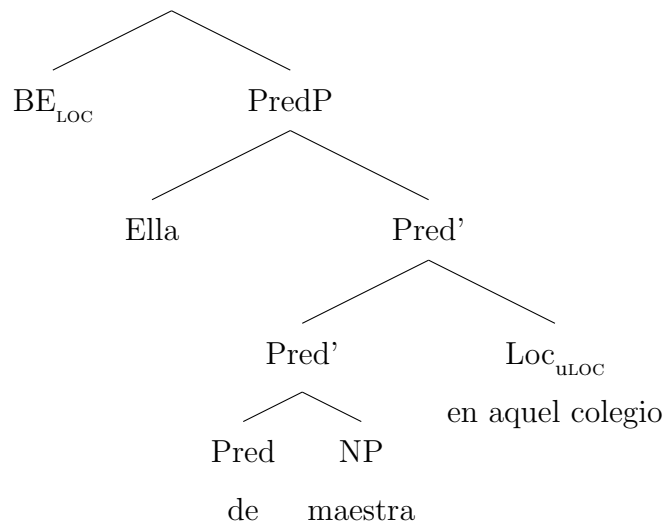 BE_LOC PredP
Ella Pred'
Pred' Loc_uLOC
en aquel colegio
Pred NP
de maestra